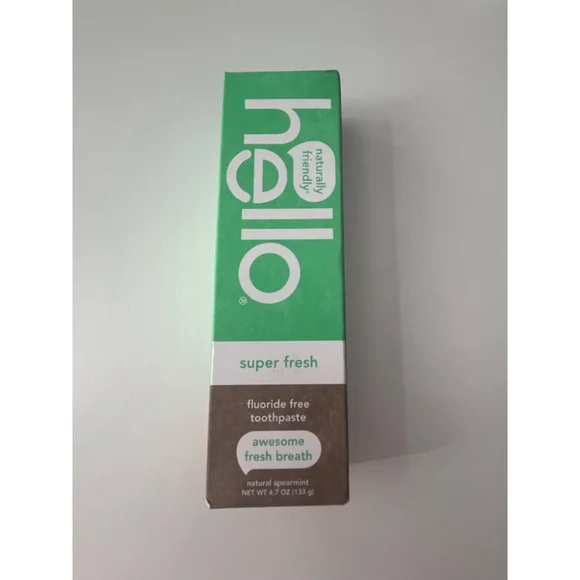 hello®
naturally
friendly®
super fresh
fluoride free
toothpaste
awesome
fresh breath
natural spearmint
NET WT 4.7 OZ (133 g)